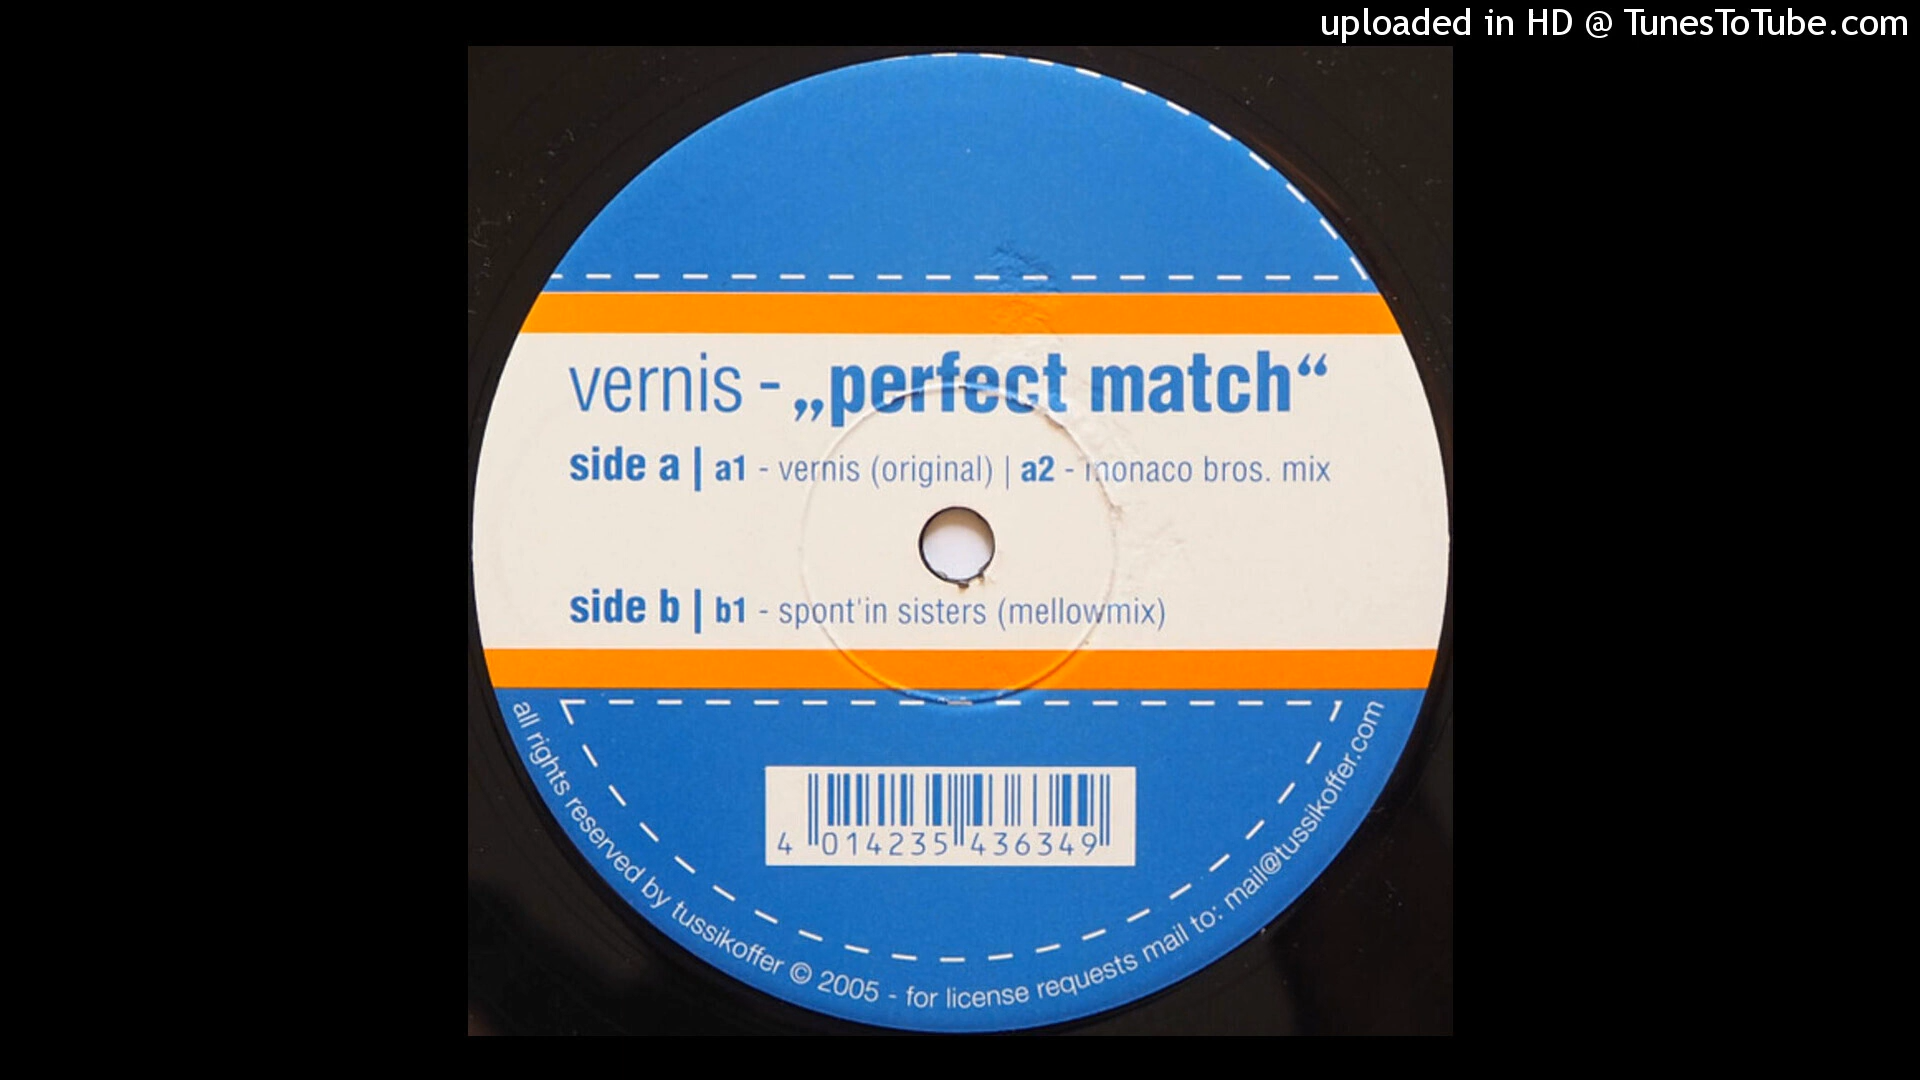 uploaded in HD @ TunesToTube.com
vernis - „perfect match“
side a | a1 - vernis (original) | a2 - monaco bros. mix
side b | b1 - spont'in sisters (mellowmix)
4 014235 436349
all rights reserved by tussikoffer © 2005 - for license requests mail to: mail@tussikoffer.com